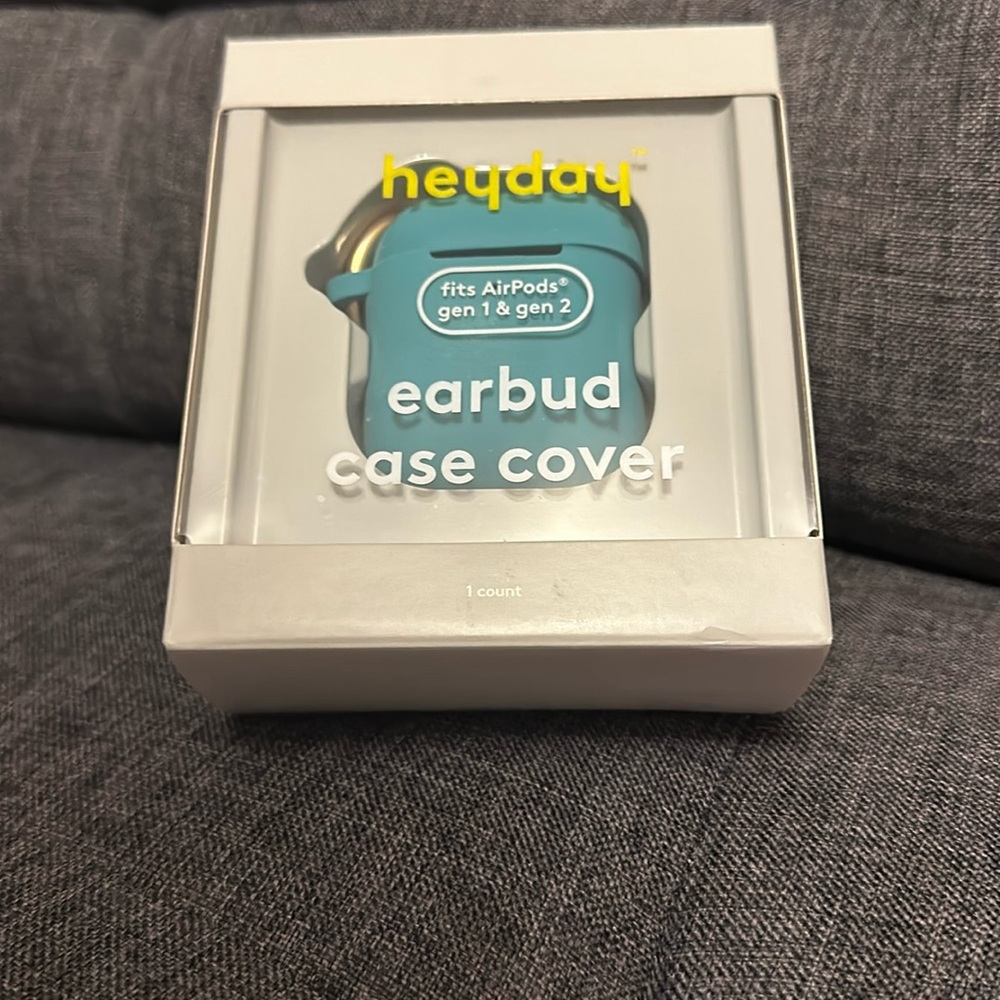 heyday™
fits AirPods®
gen 1 & gen 2
earbud
case cover
1 count